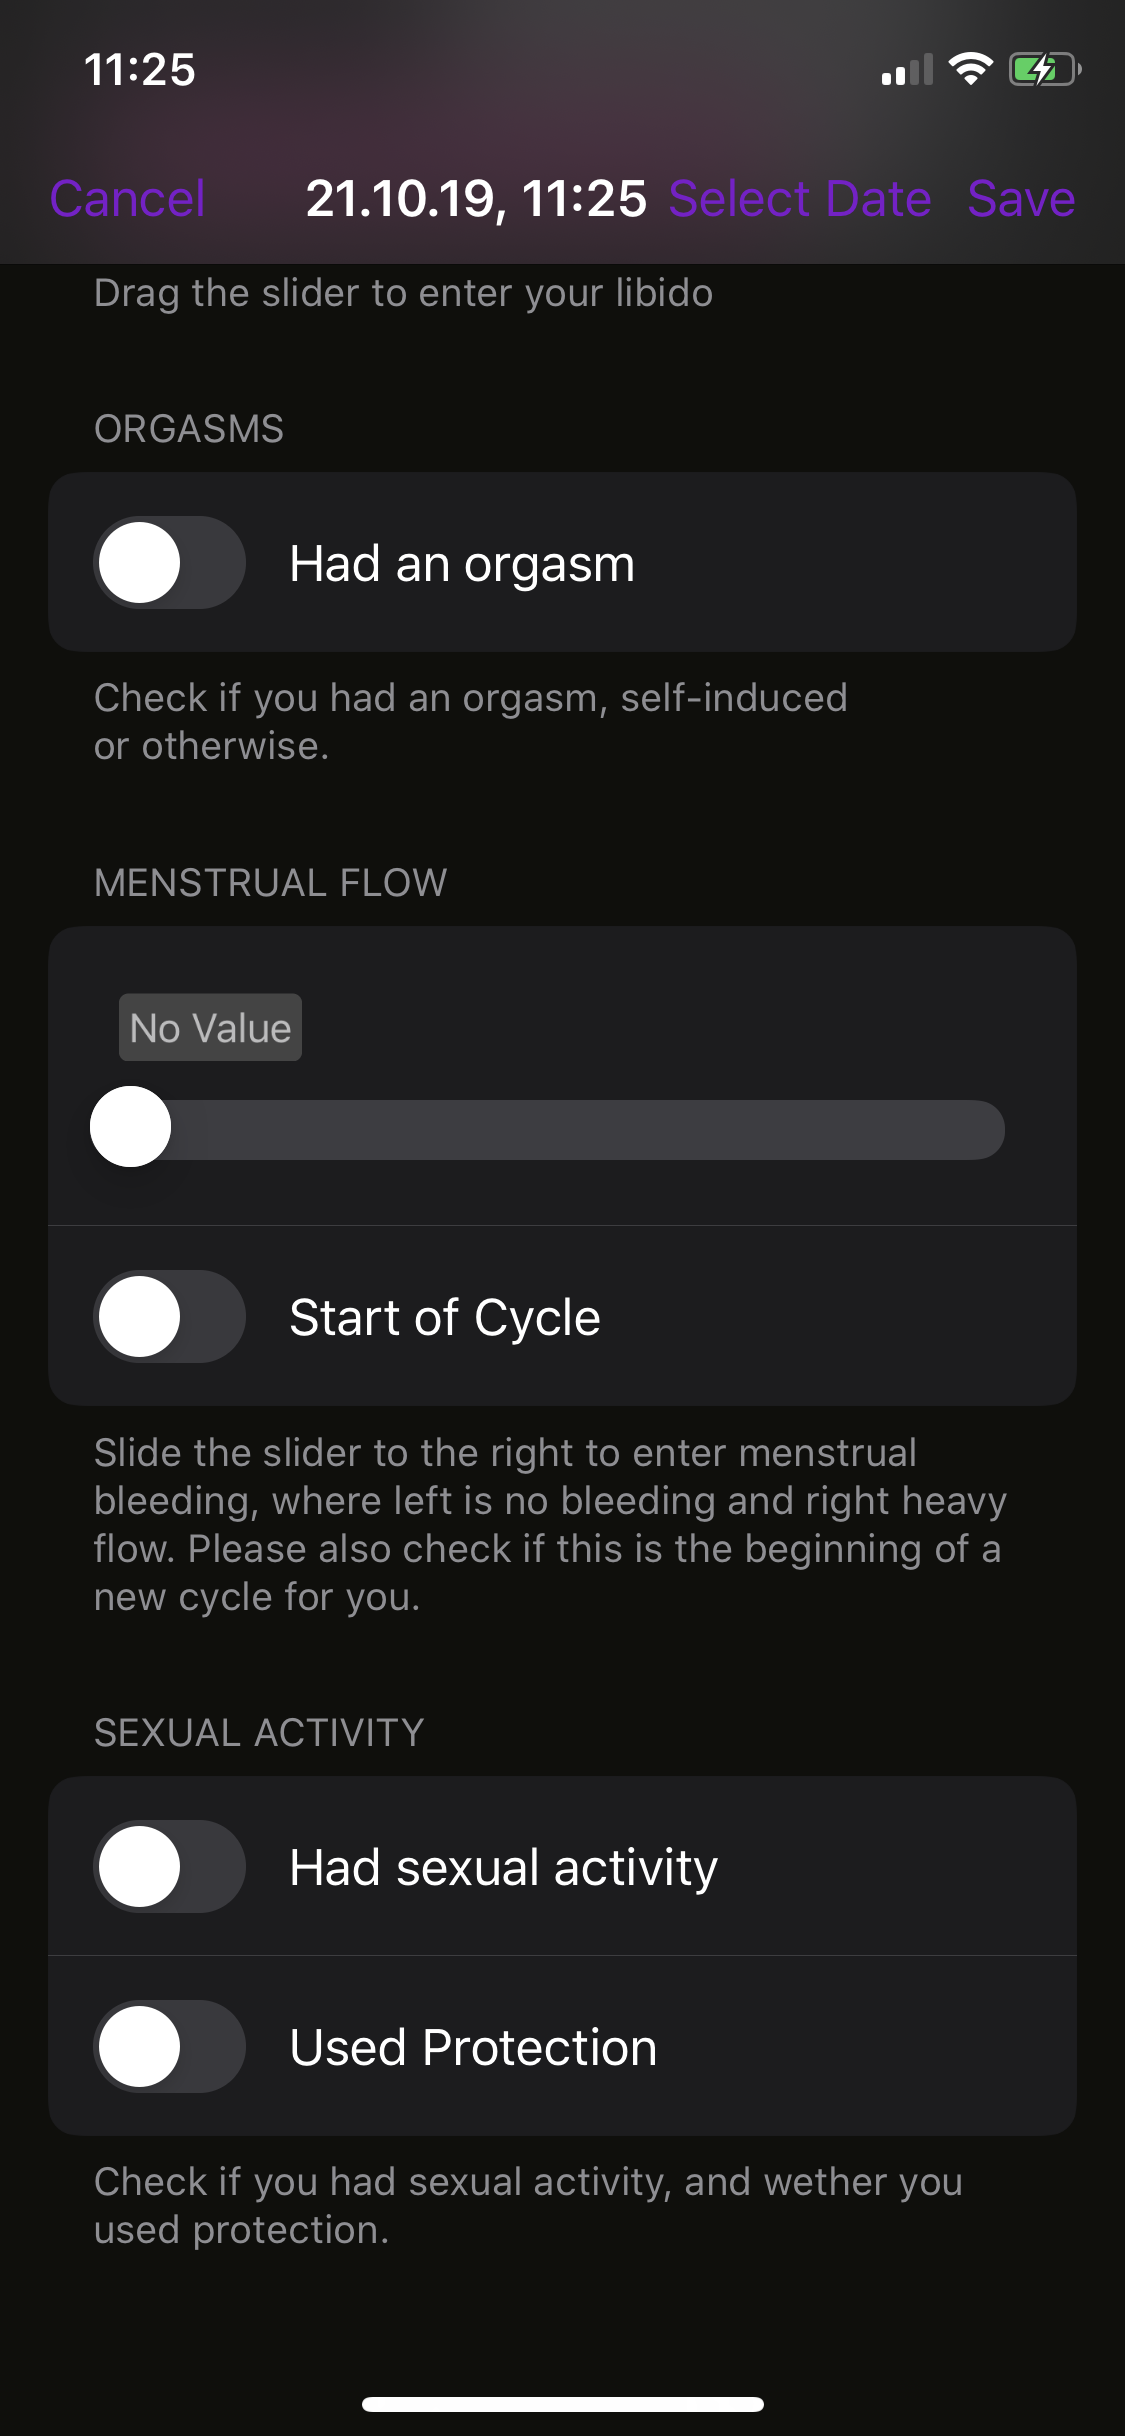 11:25
Cancel 21.10.19, 11:25 Select Date Save
Drag the slider to enter your libido
ORGASMS
Had an orgasm
Check if you had an orgasm, self-induced
or otherwise.
MENSTRUAL FLOW
No Value
Start of Cycle
Slide the slider to the right to enter menstrual
bleeding, where left is no bleeding and right heavy
flow. Please also check if this is the beginning of a
new cycle for you.
SEXUAL ACTIVITY
Had sexual activity
Used Protection
Check if you had sexual activity, and wether you
used protection.